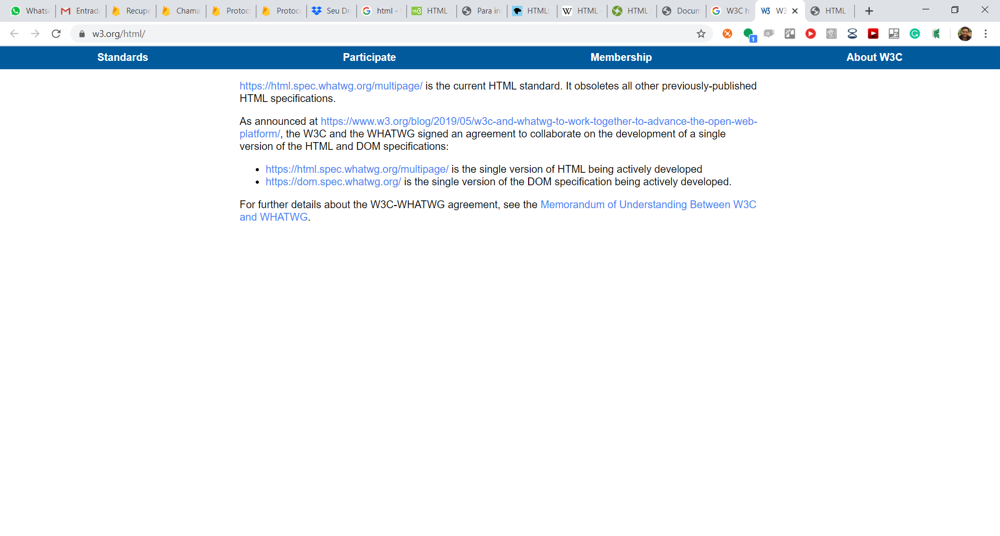 Whats
Entrad
Recupe
Chama
Protoc
Protoc
Seu Dr
html -
HTML
Para in
HTML:
HTML -
HTML
Docum
W3C h
W3
HTML
w3.org/html/
1
Standards Participate Membership About W3C
https://html.spec.whatwg.org/multipage/ is the current HTML standard. It obsoletes all other previously-published
HTML specifications.
As announced at https://www.w3.org/blog/2019/05/w3c-and-whatwg-to-work-together-to-advance-the-open-web-
platform/, the W3C and the WHATWG signed an agreement to collaborate on the development of a single
version of the HTML and DOM specifications:
• https://html.spec.whatwg.org/multipage/ is the single version of HTML being actively developed
• https://dom.spec.whatwg.org/ is the single version of the DOM specification being actively developed.
For further details about the W3C-WHATWG agreement, see the Memorandum of Understanding Between W3C
and WHATWG.